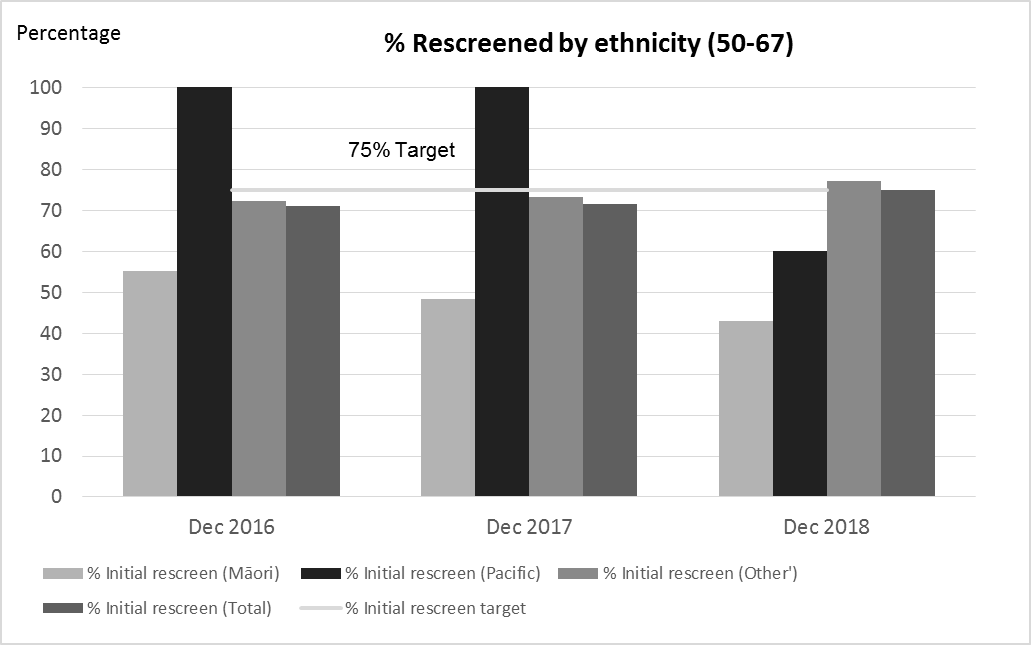 Percentage
% Rescreened by ethnicity (50-67)
100
90
80
70
60
50
40
30
20
10
0
75% Target
Dec 2016
Dec 2017
Dec 2018
% Initial rescreen (Māori)
% Initial rescreen (Pacific)
% Initial rescreen (Other')
% Initial rescreen (Total)
% Initial rescreen target